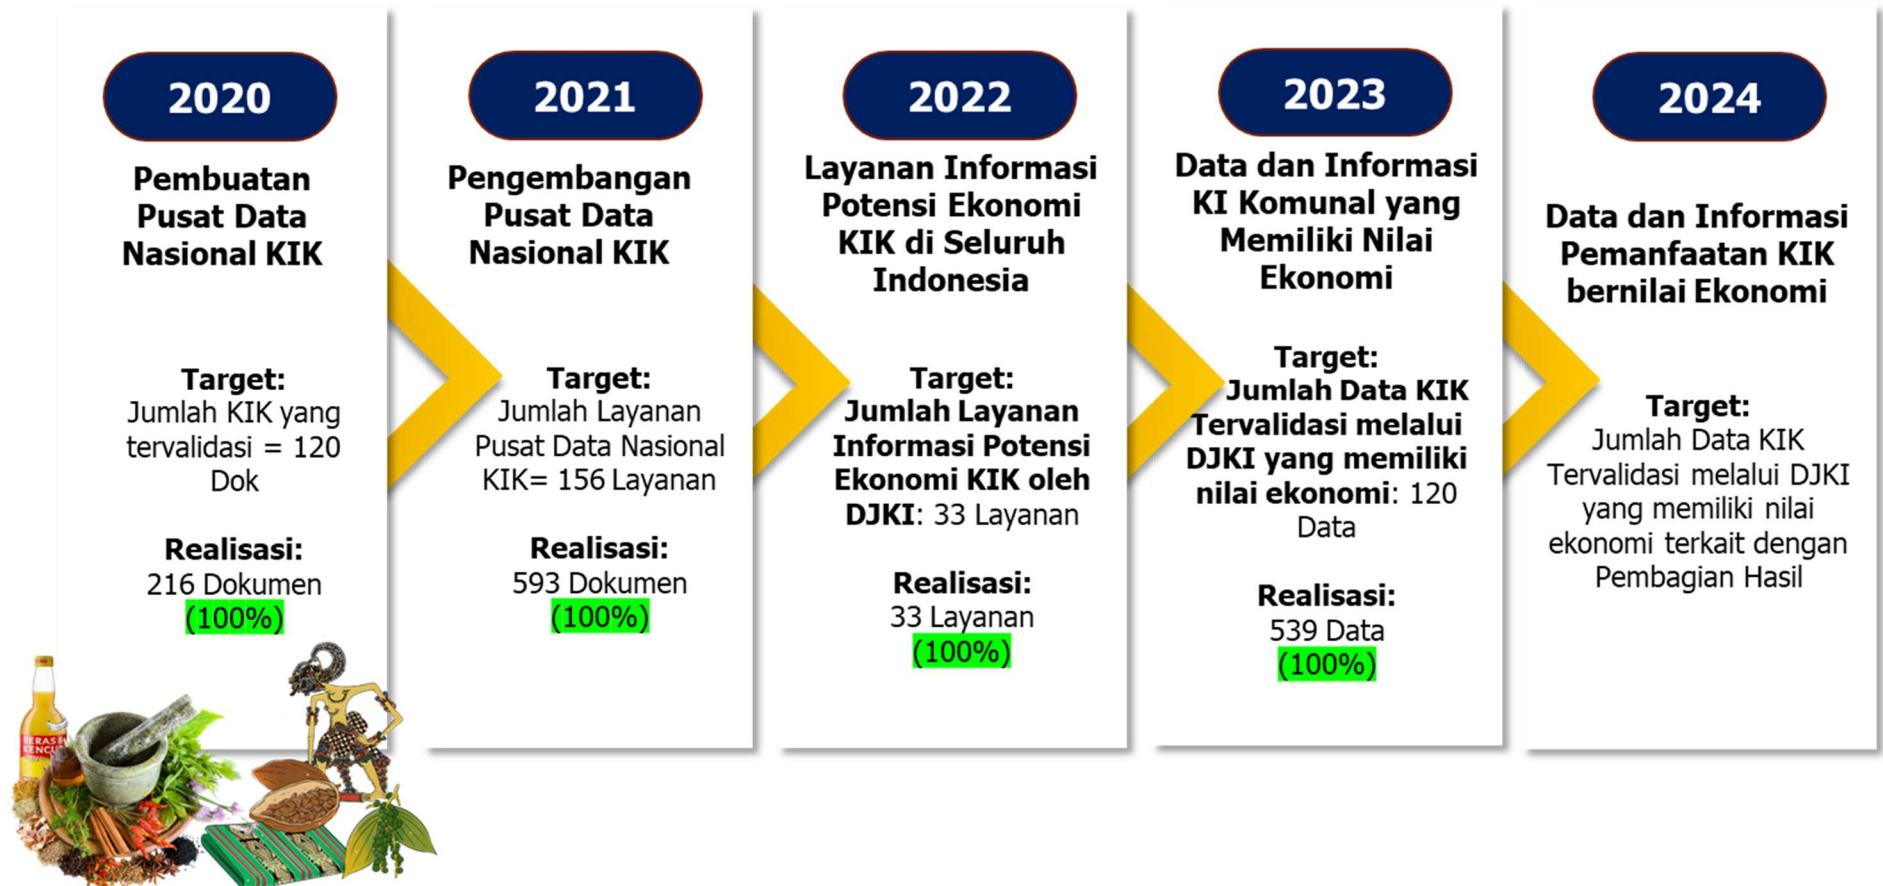 2020
Pembuatan
Pusat Data
Nasional KIK
Target:
Jumlah KIK yang
tervalidasi = 120
Dok
Realisasi:
216 Dokumen
(100%)
2021
Pengembangan
Pusat Data
Nasional KIK
Target:
Jumlah Layanan
Pusat Data Nasional
KIK= 156 Layanan
Realisasi:
593 Dokumen
(100%)
2022
Layanan Informasi
Potensi Ekonomi
KIK di Seluruh
Indonesia
Target:
Jumlah Layanan
Informasi Potensi
Ekonomi KIK oleh
DJKI: 33 Layanan
Realisasi:
33 Layanan
(100%)
2023
Data dan Informasi
KI Komunal yang
Memiliki Nilai
Ekonomi
Target:
Jumlah Data KIK
Tervalidasi melalui
DJKI yang memiliki
nilai ekonomi: 120
Data
Realisasi:
539 Data
(100%)
2024
Data dan Informasi
Pemanfaatan KIK
bernilai Ekonomi
Target:
Jumlah Data KIK
Tervalidasi melalui DJKI
yang memiliki nilai
ekonomi terkait dengan
Pembagian Hasil
BERAS